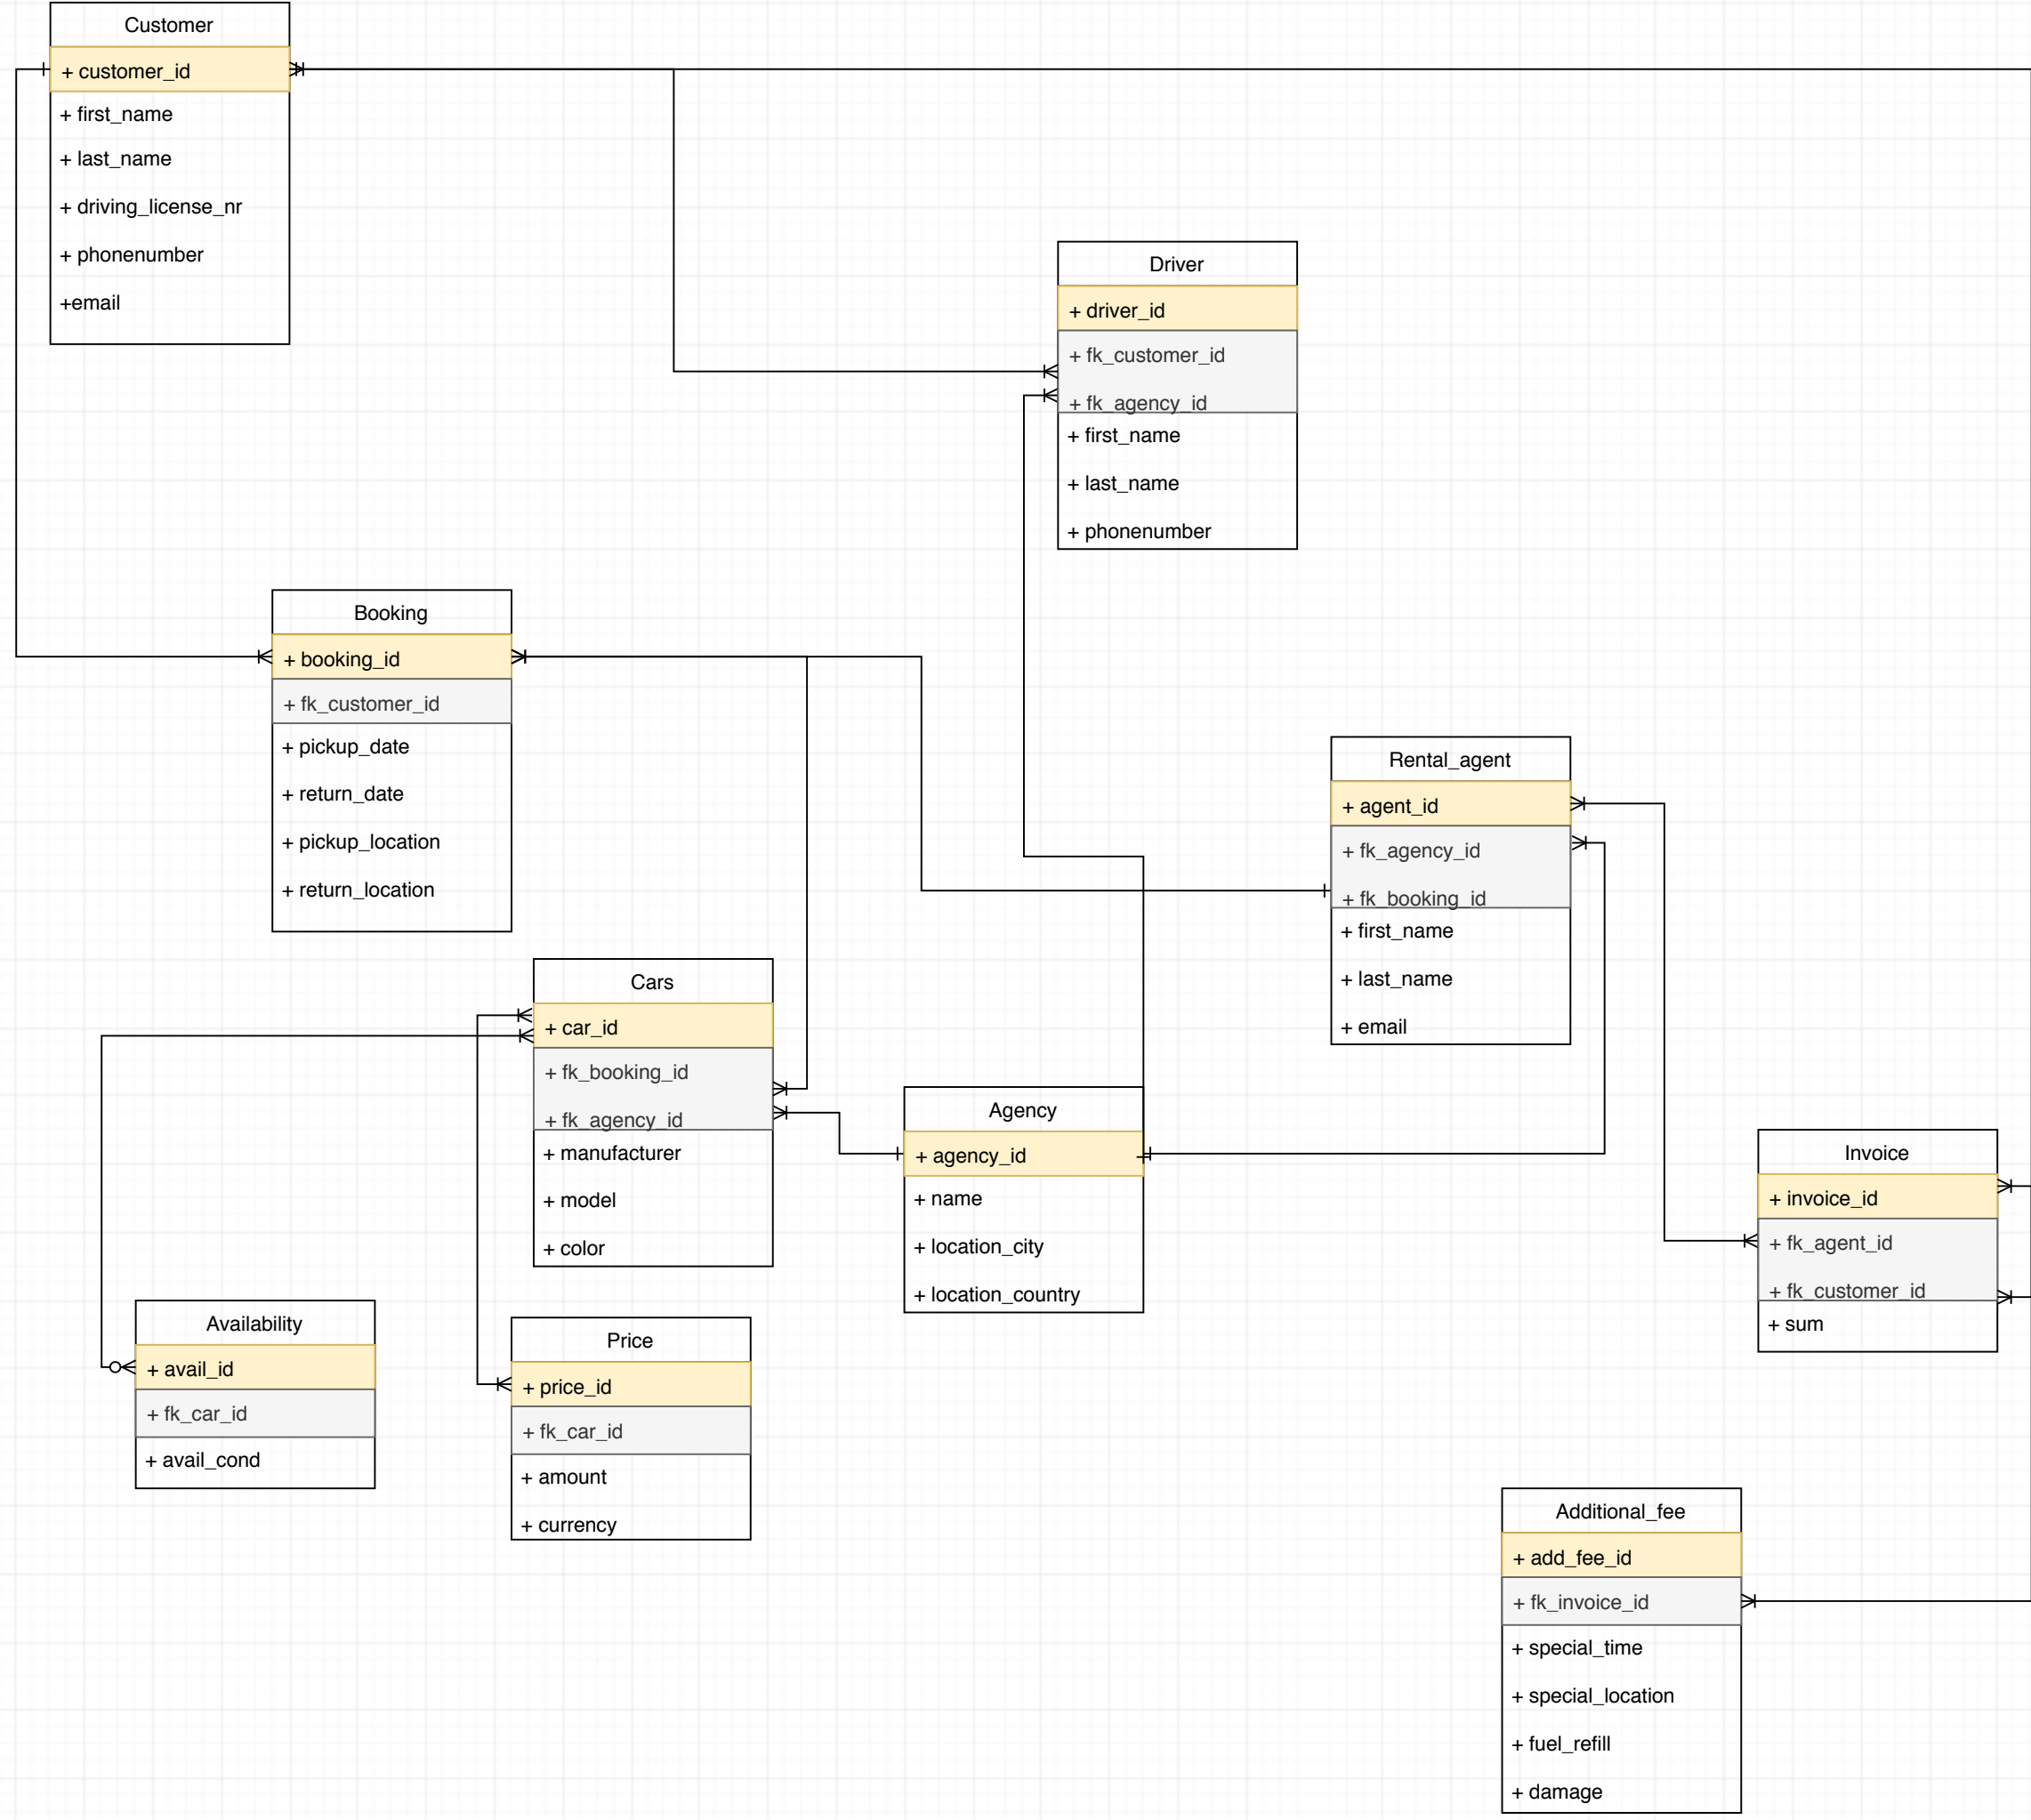 Customer
+ customer_id
+ first_name
+ last_name
+ driving_license_nr
+ phonenumber
+email
Driver
+ driver_id
+ fk_customer_id
+ fk_agency_id
+ first_name
+ last_name
+ phonenumber
Booking
+ booking_id
+ fk_customer_id
+ pickup_date
+ return_date
+ pickup_location
+ return_location
Rental_agent
+ agent_id
+ fk_agency_id
+ fk_booking_id
+ first_name
+ last_name
+ email
Cars
+ car_id
+ fk_booking_id
+ fk_agency_id
+ manufacturer
+ model
+ color
Agency
+ agency_id
+ name
+ location_city
+ location_country
Invoice
+ invoice_id
+ fk_agent_id
+ fk_customer_id
+ sum
Availability
+ avail_id
+ fk_car_id
+ avail_cond
Price
+ price_id
+ fk_car_id
+ amount
+ currency
Additional_fee
+ add_fee_id
+ fk_invoice_id
+ special_time
+ special_location
+ fuel_refill
+ damage